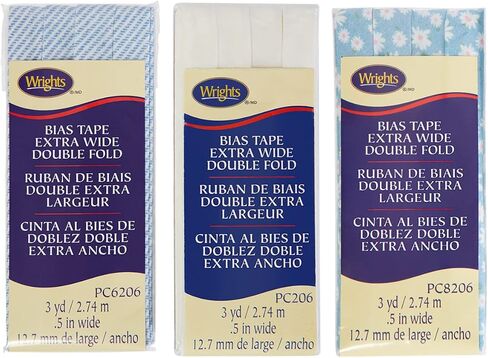 Wrights
®/MD
BIAS TAPE
EXTRA WIDE
DOUBLE FOLD
RUBAN DE BIAIS
DOUBLE EXTRA
LARGEUR
CINTA AL BIES DE
DOBLEZ DOBLE
EXTRA ANCHO
PC6206
3 yd / 2.74 m
.5 in wide
12.7 mm de large / ancho
Wrights
®/MD
BIAS TAPE
EXTRA WIDE
DOUBLE FOLD
RUBAN DE BIAIS
DOUBLE EXTRA
LARGEUR
CINTA AL BIES DE
DOBLEZ DOBLE
EXTRA ANCHO
PC206
3 yd / 2.74 m
.5 in wide
12.7 mm de large / ancho
Wrights
®/MD
BIAS TAPE
EXTRA WIDE
DOUBLE FOLD
RUBAN DE BIAIS
DOUBLE EXTRA
LARGEUR
CINTA AL BIES DE
DOBLEZ DOBLE
EXTRA ANCHO
PC8206
3 yd / 2.74 m
.5 in wide
12.7 mm de large / ancho